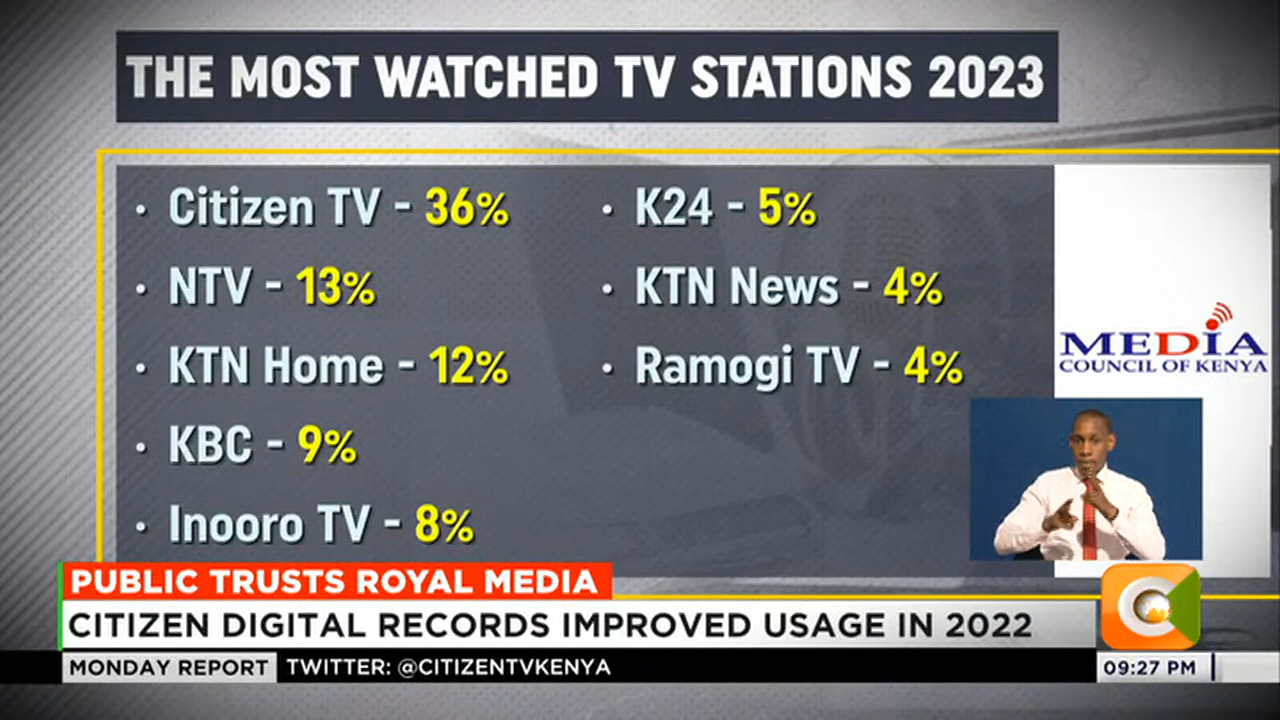 THE MOST WATCHED TV STATIONS 2023
• Citizen TV - 36%
• NTV - 13%
• KTN Home - 12%
• KBC - 9%
• Inooro TV - 8%
• K24 - 5%
• KTN News - 4%
• Ramogi TV - 4%
MEDIA
COUNCIL OF KENYA
PUBLIC TRUSTS ROYAL MEDIA
CITIZEN DIGITAL RECORDS IMPROVED USAGE IN 2022
MONDAY REPORT TWITTER: @CITIZENTVKENYA 09:27 PM